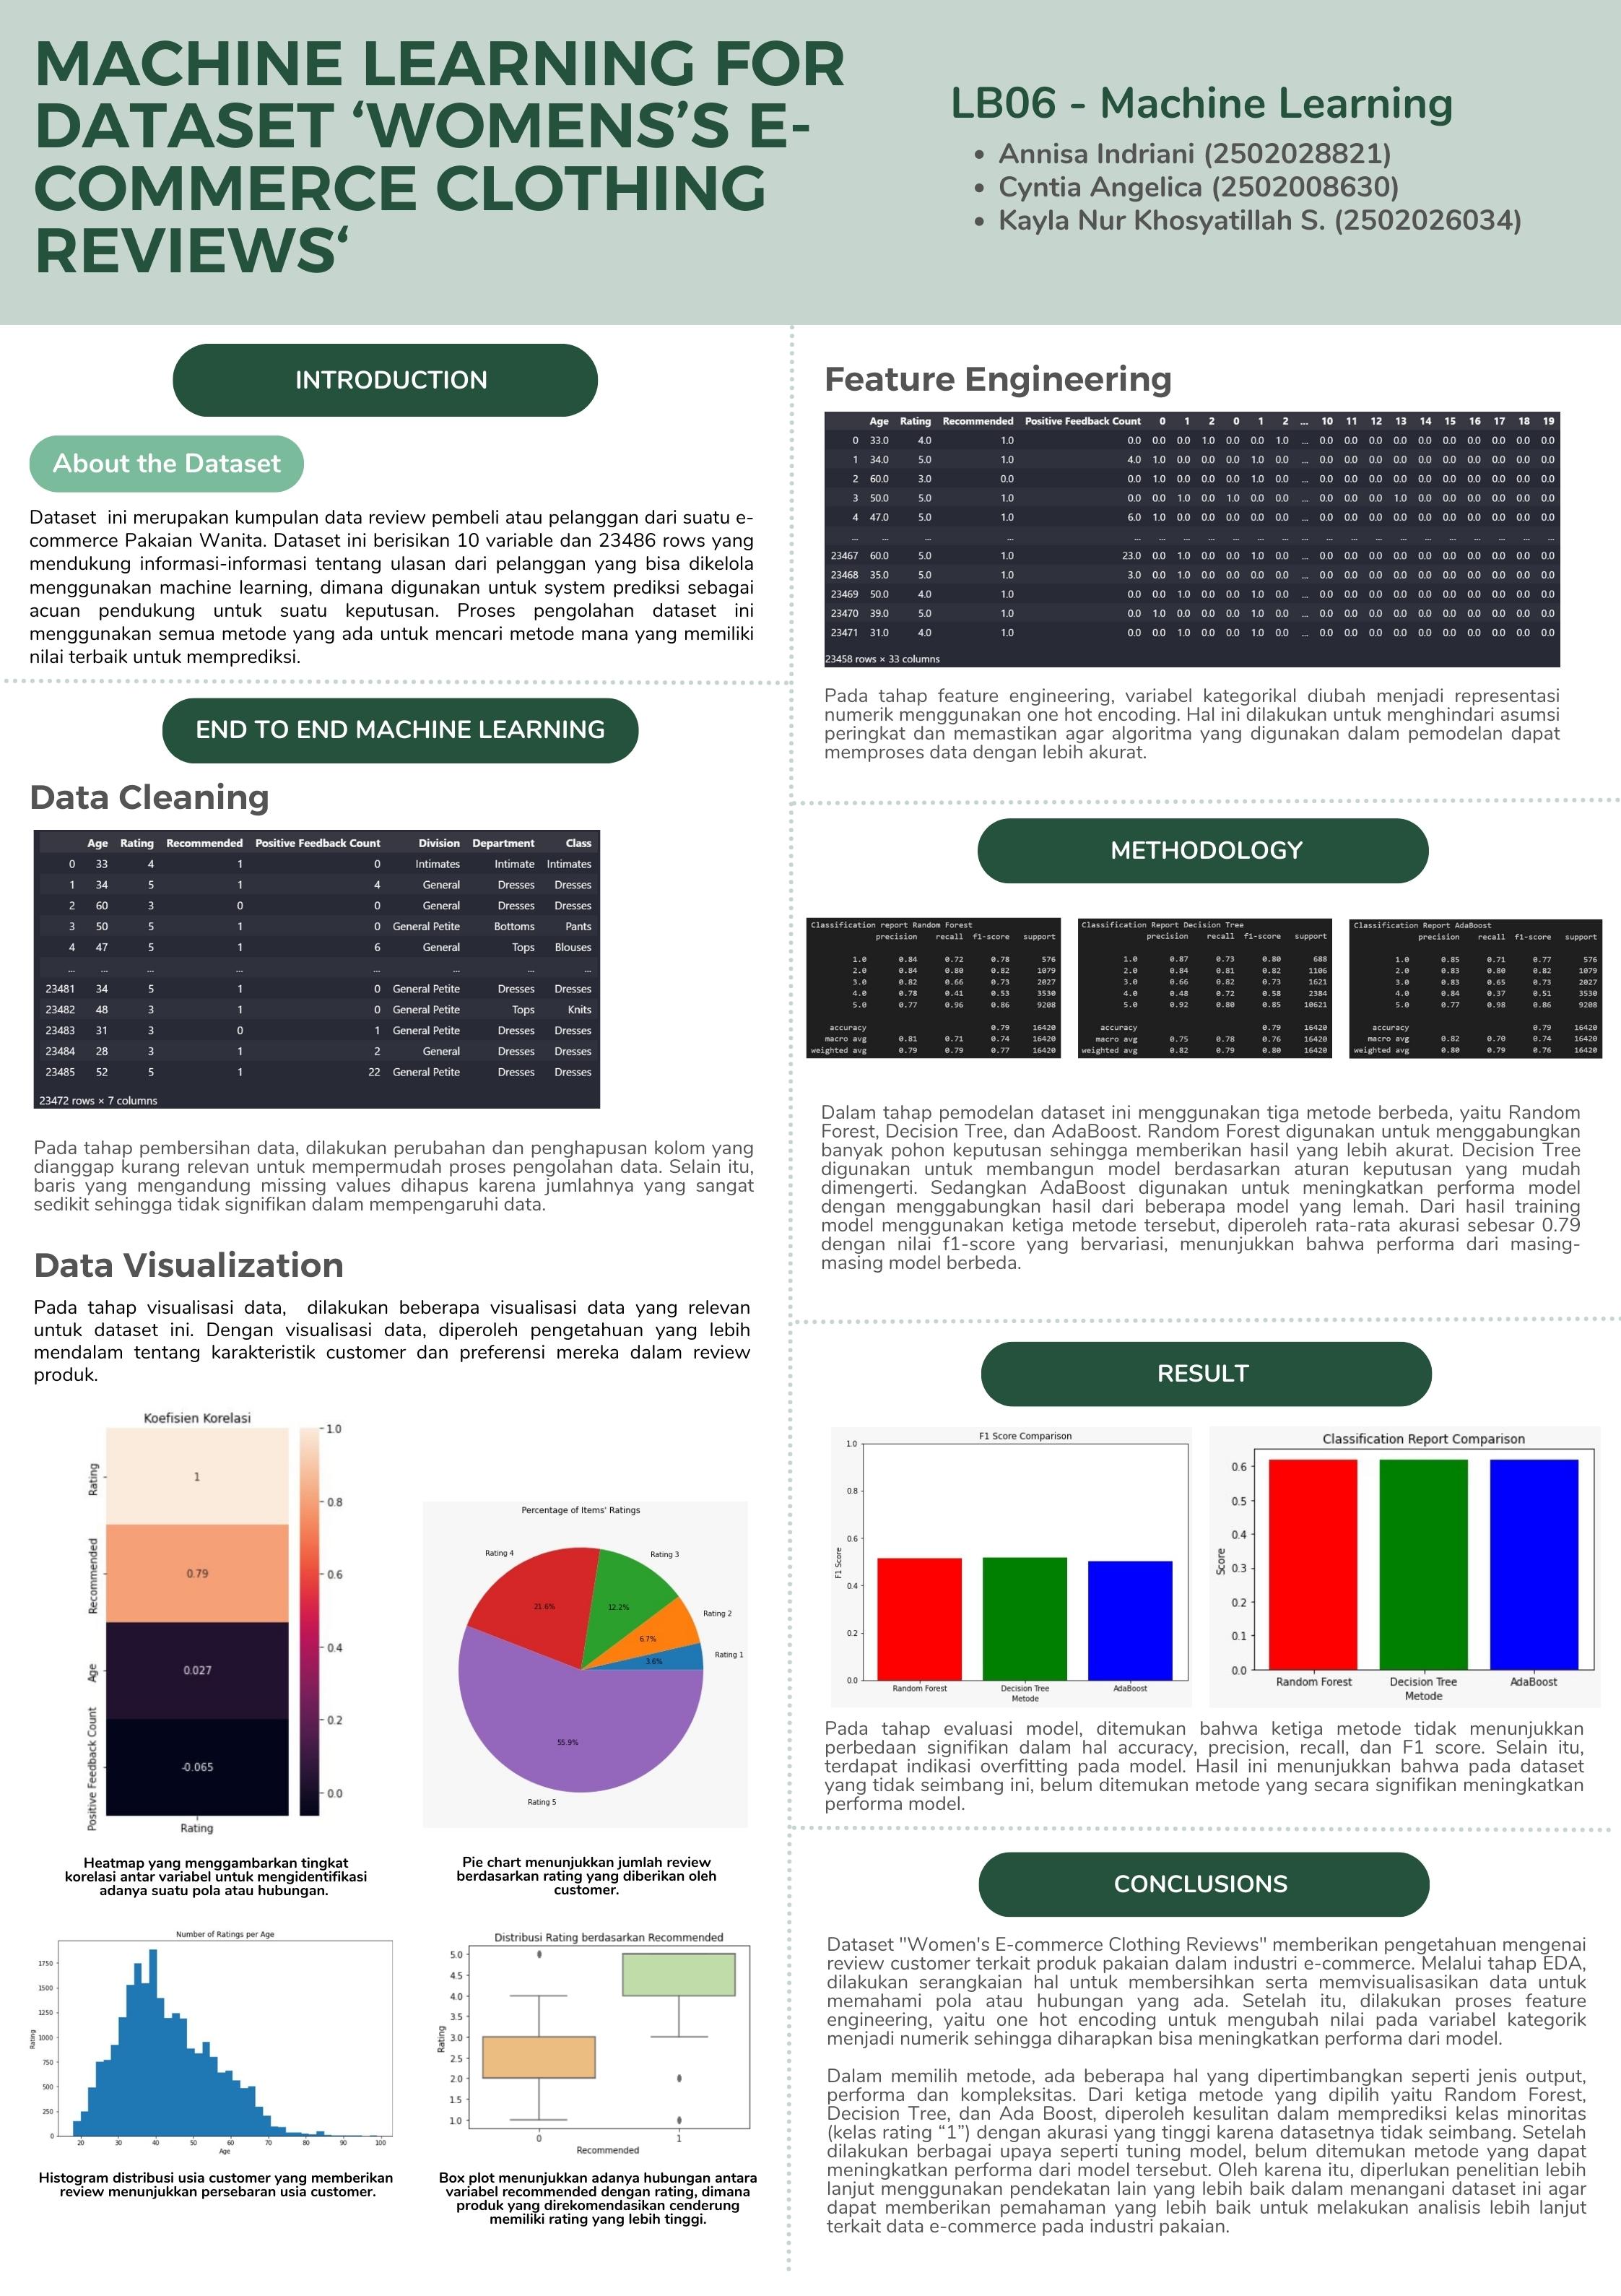 MACHINE LEARNING FOR
DATASET ‘WOMENS’S E-
COMMERCE CLOTHING
REVIEWS‘
LB06 - Machine Learning
• Annisa Indriani (2502028821)
• Cyntia Angelica (2502008630)
• Kayla Nur Khosyatillah S. (2502026034)
INTRODUCTION
About the Dataset
Dataset ini merupakan kumpulan data review pembeli atau pelanggan dari suatu e-
commerce Pakaian Wanita. Dataset ini berisikan 10 variable dan 23486 rows yang
mendukung informasi-informasi tentang ulasan dari pelanggan yang bisa dikelola
menggunakan machine learning, dimana digunakan untuk system prediksi sebagai
acuan pendukung untuk suatu keputusan. Proses pengolahan dataset ini
menggunakan semua metode yang ada untuk mencari metode mana yang memiliki
nilai terbaik untuk memprediksi.
END TO END MACHINE LEARNING
Data Cleaning
Age Rating Recommended Positive Feedback Count Division Department Class
0 33 4 1 0 Intimates Intimate Intimates
1 34 5 1 4 General Dresses Dresses
2 60 3 0 0 General Dresses Dresses
3 50 5 1 0 General Petite Bottoms Pants
4 47 5 1 6 General Tops Blouses
... ... ... ... ... ... ... ...
23481 34 5 1 0 General Petite Dresses Dresses
23482 48 3 1 0 General Petite Tops Knits
23483 31 3 0 1 General Petite Dresses Dresses
23484 28 3 1 2 General Dresses Dresses
23485 52 5 1 22 General Petite Dresses Dresses
23472 rows × 7 columns
Pada tahap pembersihan data, dilakukan perubahan dan penghapusan kolom yang
dianggap kurang relevan untuk mempermudah proses pengolahan data. Selain itu,
baris yang mengandung missing values dihapus karena jumlahnya yang sangat
sedikit sehingga tidak signifikan dalam mempengaruhi data.
Data Visualization
Pada tahap visualisasi data, dilakukan beberapa visualisasi data yang relevan
untuk dataset ini. Dengan visualisasi data, diperoleh pengetahuan yang lebih
mendalam tentang karakteristik customer dan preferensi mereka dalam review
produk.
Koefisien Korelasi
Rating
Recommended
Age
Positive Feedback Count
1
0.79
0.027
-0.065
Rating
1.0
0.8
0.6
0.4
0.2
0.0
Heatmap yang menggambarkan tingkat
korelasi antar variabel untuk mengidentifikasi
adanya suatu pola atau hubungan.
Percentage of Items' Ratings
Rating 4
Rating 3
Rating 2
Rating 1
Rating 5
21.6%
12.2%
6.7%
3.6%
55.9%
Pie chart menunjukkan jumlah review
berdasarkan rating yang diberikan oleh
customer.
Number of Ratings per Age
Rating
1750
1500
1250
1000
750
500
250
0
20 30 40 50 60 70 80 90 100
Age
Histogram distribusi usia customer yang memberikan
review menunjukkan persebaran usia customer.
Distribusi Rating berdasarkan Recommended
Rating
5.0
4.5
4.0
3.5
3.0
2.5
2.0
1.5
1.0
0 1
Recommended
Box plot menunjukkan adanya hubungan antara
variabel recommended dengan rating, dimana
produk yang direkomendasikan cenderung
memiliki rating yang lebih tinggi.
Feature Engineering
Age Rating Recommended Positive Feedback Count 0 1 2 0 1 2 ... 10 11 12 13 14 15 16 17 18 19
0 33.0 4.0 1.0 0.0 0.0 0.0 1.0 0.0 0.0 1.0 ... 0.0 0.0 0.0 0.0 0.0 0.0 0.0 0.0 0.0 0.0
1 34.0 5.0 1.0 4.0 1.0 0.0 0.0 0.0 1.0 0.0 ... 0.0 0.0 0.0 0.0 0.0 0.0 0.0 0.0 0.0 0.0
2 60.0 3.0 0.0 0.0 1.0 0.0 0.0 0.0 1.0 0.0 ... 0.0 0.0 0.0 0.0 0.0 0.0 0.0 0.0 0.0 0.0
3 50.0 5.0 1.0 0.0 0.0 1.0 0.0 1.0 0.0 0.0 ... 0.0 0.0 0.0 1.0 0.0 0.0 0.0 0.0 0.0 0.0
4 47.0 5.0 1.0 6.0 1.0 0.0 0.0 0.0 0.0 0.0 ... 0.0 0.0 0.0 0.0 0.0 0.0 0.0 0.0 0.0 0.0
... ... ... ... ... ... ... ... ... ... ... ... ... ... ... ... ... ... ... ... ... ...
23467 60.0 5.0 1.0 23.0 0.0 1.0 0.0 0.0 1.0 0.0 ... 0.0 0.0 0.0 0.0 0.0 0.0 0.0 0.0 0.0 0.0
23468 35.0 5.0 1.0 3.0 0.0 1.0 0.0 0.0 0.0 0.0 ... 0.0 0.0 0.0 0.0 0.0 0.0 0.0 0.0 0.0 0.0
23469 50.0 4.0 1.0 0.0 0.0 1.0 0.0 0.0 1.0 0.0 ... 0.0 0.0 0.0 0.0 0.0 0.0 0.0 0.0 0.0 0.0
23470 39.0 5.0 1.0 0.0 1.0 0.0 0.0 0.0 1.0 0.0 ... 0.0 0.0 0.0 0.0 0.0 0.0 0.0 0.0 0.0 0.0
23471 31.0 4.0 1.0 0.0 0.0 1.0 0.0 0.0 1.0 0.0 ... 0.0 0.0 0.0 0.0 0.0 0.0 0.0 0.0 0.0 0.0
23458 rows × 33 columns
Pada tahap feature engineering, variabel kategorikal diubah menjadi representasi
numerik menggunakan one hot encoding. Hal ini dilakukan untuk menghindari asumsi
peringkat dan memastikan agar algoritma yang digunakan dalam pemodelan dapat
memproses data dengan lebih akurat.
METHODOLOGY
Classification report Random Forest
precision recall f1-score support
1.0 0.84 0.72 0.78 576
2.0 0.84 0.80 0.82 1079
3.0 0.82 0.66 0.73 2027
4.0 0.78 0.41 0.53 3530
5.0 0.77 0.96 0.86 9208
accuracy 0.79 16420
macro avg 0.81 0.71 0.74 16420
weighted avg 0.79 0.79 0.77 16420
Classification Report Decision Tree
precision recall f1-score support
1.0 0.87 0.73 0.80 688
2.0 0.84 0.81 0.82 1106
3.0 0.66 0.82 0.73 1621
4.0 0.48 0.72 0.58 2384
5.0 0.92 0.80 0.85 10621
accuracy 0.79 16420
macro avg 0.75 0.78 0.76 16420
weighted avg 0.82 0.79 0.80 16420
Classification Report AdaBoost
precision recall f1-score support
1.0 0.85 0.71 0.77 576
2.0 0.83 0.80 0.82 1079
3.0 0.83 0.65 0.73 2027
4.0 0.84 0.37 0.51 3530
5.0 0.77 0.98 0.86 9208
accuracy 0.79 16420
macro avg 0.82 0.70 0.74 16420
weighted avg 0.80 0.79 0.76 16420
Dalam tahap pemodelan dataset ini menggunakan tiga metode berbeda, yaitu Random
Forest, Decision Tree, dan AdaBoost. Random Forest digunakan untuk menggabungkan
banyak pohon keputusan sehingga memberikan hasil yang lebih akurat. Decision Tree
digunakan untuk membangun model berdasarkan aturan keputusan yang mudah
dimengerti. Sedangkan AdaBoost digunakan untuk meningkatkan performa model
dengan menggabungkan hasil dari beberapa model yang lemah. Dari hasil training
model menggunakan ketiga metode tersebut, diperoleh rata-rata akurasi sebesar 0.79
dengan nilai f1-score yang bervariasi, menunjukkan bahwa performa dari masing-
masing model berbeda.
RESULT
F1 Score Comparison
F1 Score
1.0
0.8
0.6
0.4
0.2
0.0
Random Forest Decision Tree AdaBoost
Metode
Classification Report Comparison
Score
0.6
0.5
0.4
0.3
0.2
0.1
0.0
Random Forest Decision Tree AdaBoost
Metode
Pada tahap evaluasi model, ditemukan bahwa ketiga metode tidak menunjukkan
perbedaan signifikan dalam hal accuracy, precision, recall, dan F1 score. Selain itu,
terdapat indikasi overfitting pada model. Hasil ini menunjukkan bahwa pada dataset
yang tidak seimbang ini, belum ditemukan metode yang secara signifikan meningkatkan
performa model.
CONCLUSIONS
Dataset "Women's E-commerce Clothing Reviews" memberikan pengetahuan mengenai
review customer terkait produk pakaian dalam industri e-commerce. Melalui tahap EDA,
dilakukan serangkaian hal untuk membersihkan serta memvisualisasikan data untuk
memahami pola atau hubungan yang ada. Setelah itu, dilakukan proses feature
engineering, yaitu one hot encoding untuk mengubah nilai pada variabel kategorik
menjadi numerik sehingga diharapkan bisa meningkatkan performa dari model.
Dalam memilih metode, ada beberapa hal yang dipertimbangkan seperti jenis output,
performa dan kompleksitas. Dari ketiga metode yang dipilih yaitu Random Forest,
Decision Tree, dan Ada Boost, diperoleh kesulitan dalam memprediksi kelas minoritas
(kelas rating “1”) dengan akurasi yang tinggi karena datasetnya tidak seimbang. Setelah
dilakukan berbagai upaya seperti tuning model, belum ditemukan metode yang dapat
meningkatkan performa dari model tersebut. Oleh karena itu, diperlukan penelitian lebih
lanjut menggunakan pendekatan lain yang lebih baik dalam menangani dataset ini agar
dapat memberikan pemahaman yang lebih baik untuk melakukan analisis lebih lanjut
terkait data e-commerce pada industri pakaian.